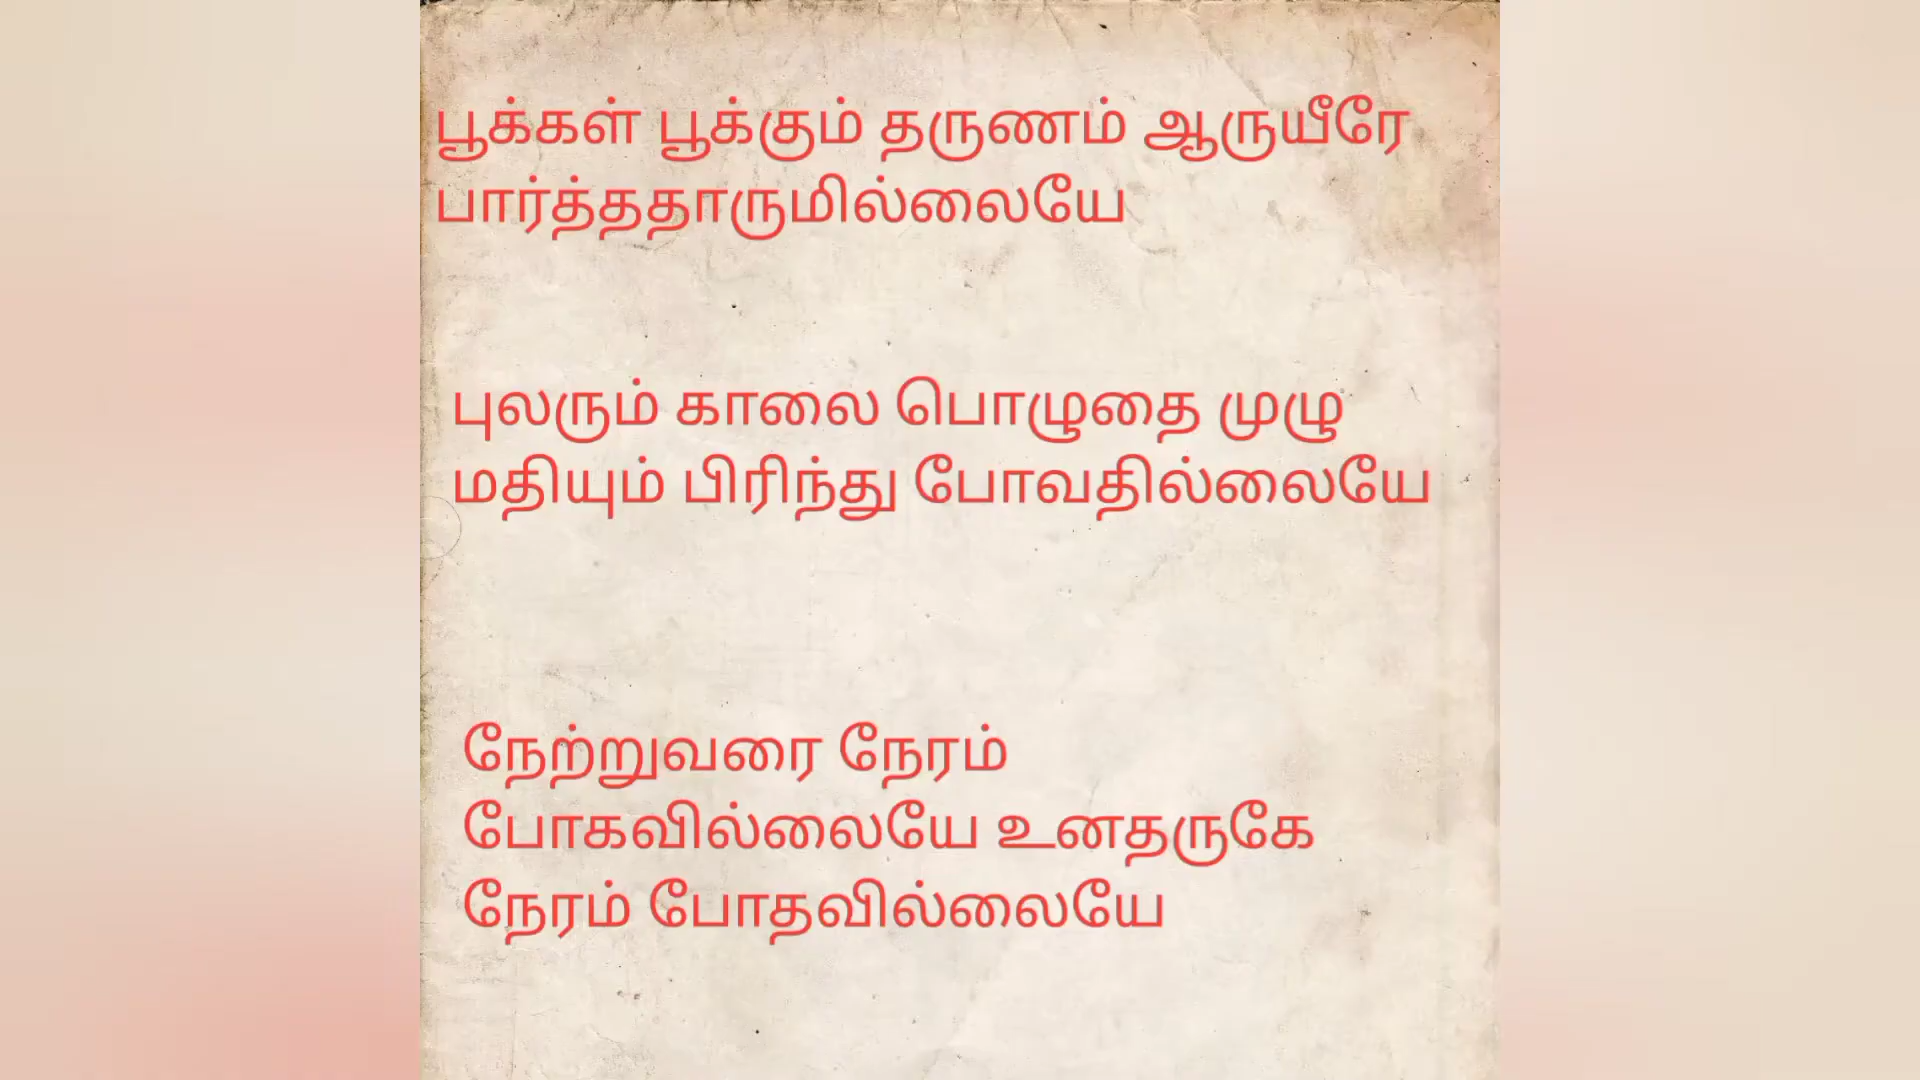 பூக்கள் பூக்கும் தருணம் ஆருயீரே
பார்த்ததாருமில்லையே
புலரும் காலை பொழுதை முழு
மதியும் பிரிந்து போவதில்லையே
நேற்றுவரை நேரம்
போகவில்லையே உனதருகே
நேரம் போதவில்லையே